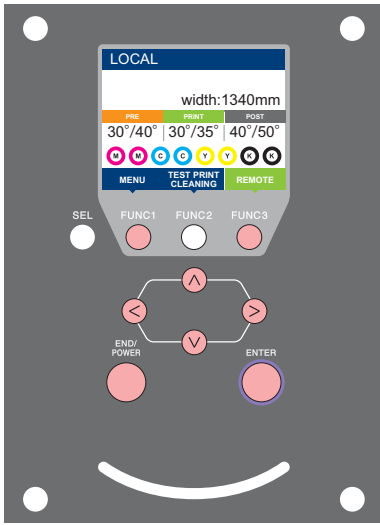 LOCAL
width:1340mm
PRE PRINT POST
30°/40° 30°/35° 40°/50°
M M C C Y Y K K
MENU TEST PRINT CLEANING REMOTE
SEL FUNC1 FUNC2 FUNC3
END/
POWER
ENTER